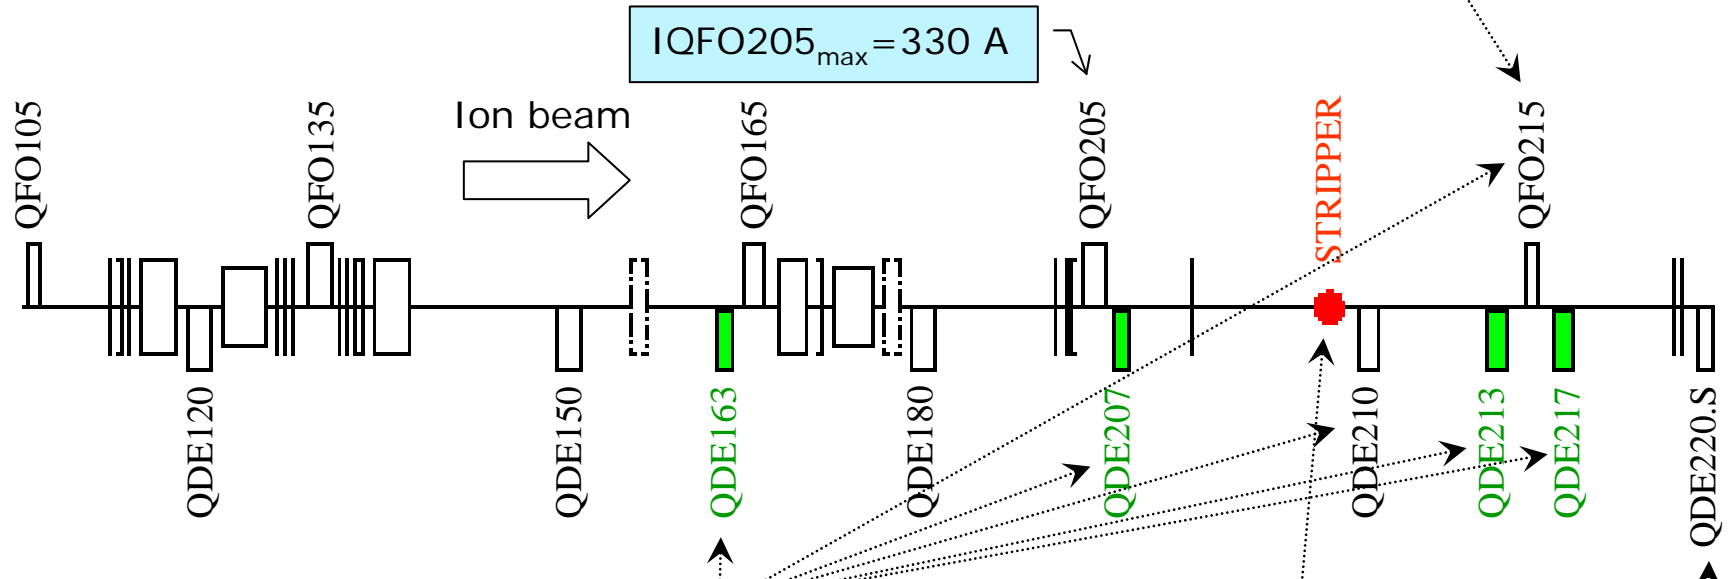 IQFO205max=330 A
Ion beam
QFO105
QFO135
QFO165
QFO205
STRIPPER
QFO215
QDE120
QDE150
QDE163
QDE180
QDE207
QDE210
QDE213
QDE217
QDE220.S